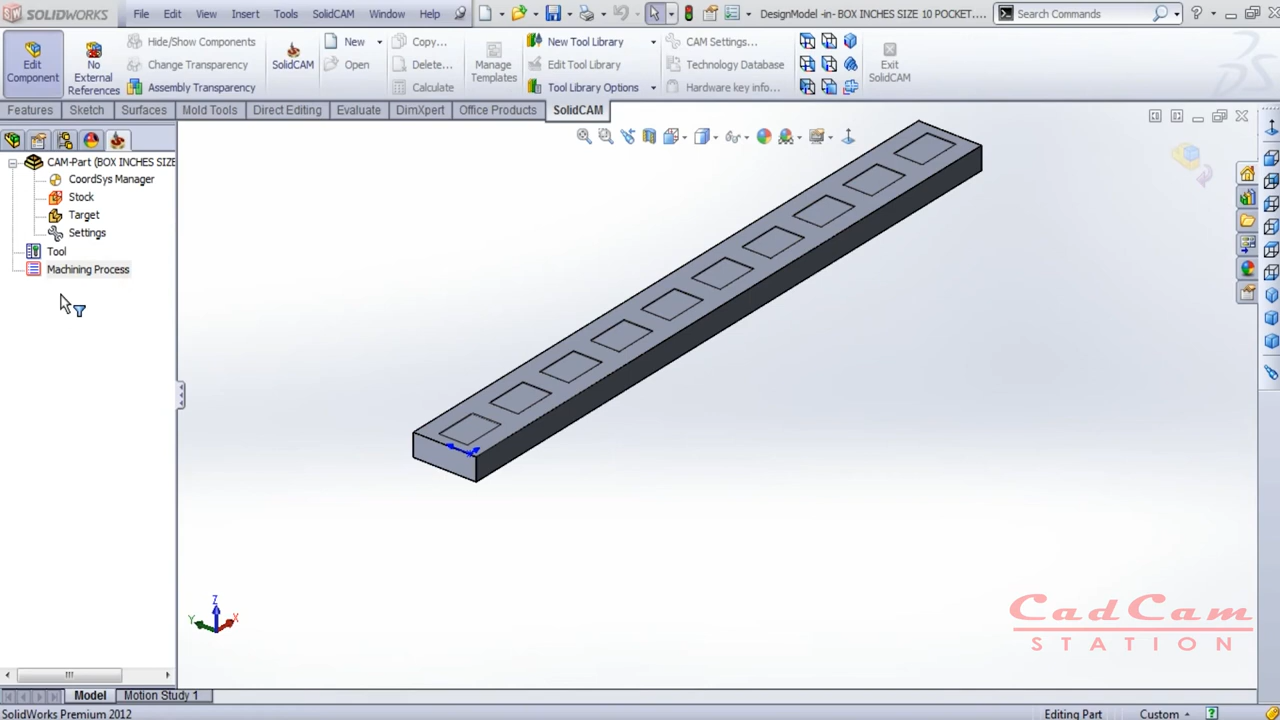 SOLIDWORKS File Edit View Insert Tools SolidCAM Window Help DesignModel -in- BOX INCHES SIZE 10 POCKET.... Search Commands ?
Edit Component
No External References
Hide/Show Components
Change Transparency
Assembly Transparency
SolidCAM
New
Open
Copy...
Delete...
Calculate
Manage Templates
New Tool Library
Edit Tool Library
Tool Library Options
CAM Settings...
Technology Database
Hardware key info...
Exit SolidCAM
Features Sketch Surfaces Mold Tools Direct Editing Evaluate DimXpert Office Products SolidCAM
CAM-Part (BOX INCHES SIZE
CoordSys Manager
Stock
Target
Settings
Tool
Machining Process
Z
Y X
CadCam
STATION
Model Motion Study 1
SolidWorks Premium 2012 Editing Part Custom ?